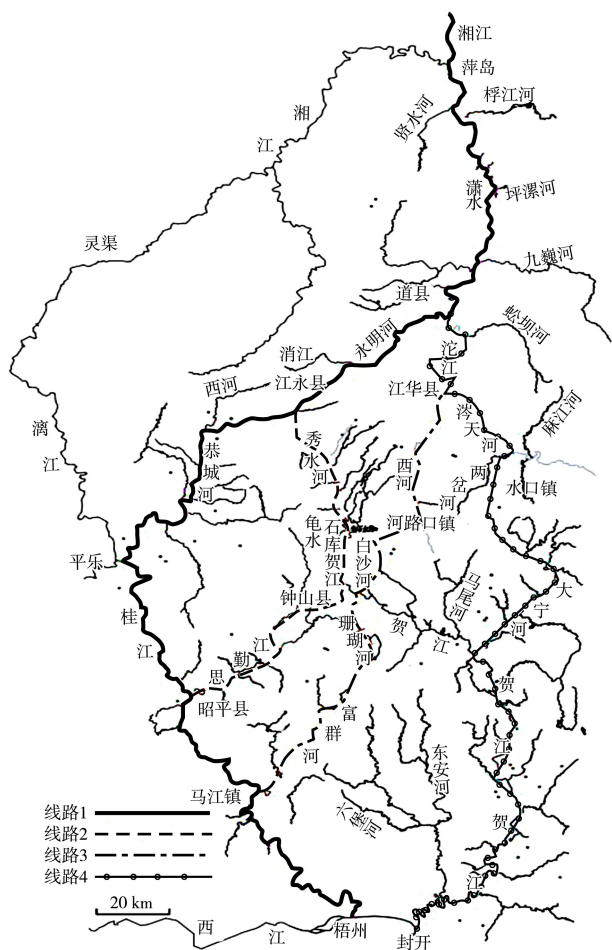 湘江
萍岛
桴江河
贤水河
湘
江
潇
水
坪漯河
灵渠
九巍河
道县
蚣坝河
永明河
消江
沱
江
江永县
江华县
西河
漓
江
麻江河
岑
天
河
恭
城
河
秀
水
河
西
河
两
岔
河
水口镇
龟
水
石
库
贺
江
河路口镇
白
沙
河
平乐
钟山县
马
尾
河
大
宁
河
桂
江
珊
瑚
河
贺
江
思
勤
江
昭平县
贺
江
富
群
河
东
安
河
马江镇
六堡河
贺
江
线路1
线路2
线路3
线路4
20 km
西
江
梧州
封开